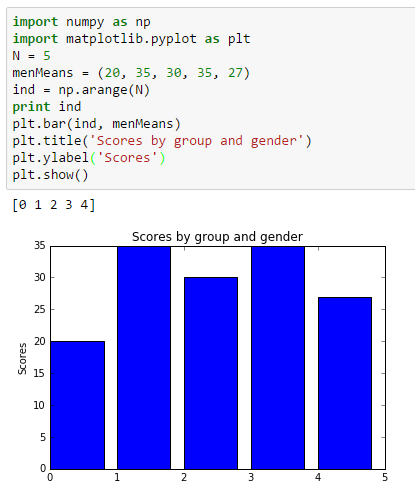 import numpy as np
import matplotlib.pyplot as plt
N = 5
menMeans = (20, 35, 30, 35, 27)
ind = np.arange(N)
print ind
plt.bar(ind, menMeans)
plt.title('Scores by group and gender')
plt.ylabel('Scores')
plt.show()
[0 1 2 3 4]
Scores by group and gender
35
30
25
20
15
10
5
0
Scores
0 1 2 3 4 5